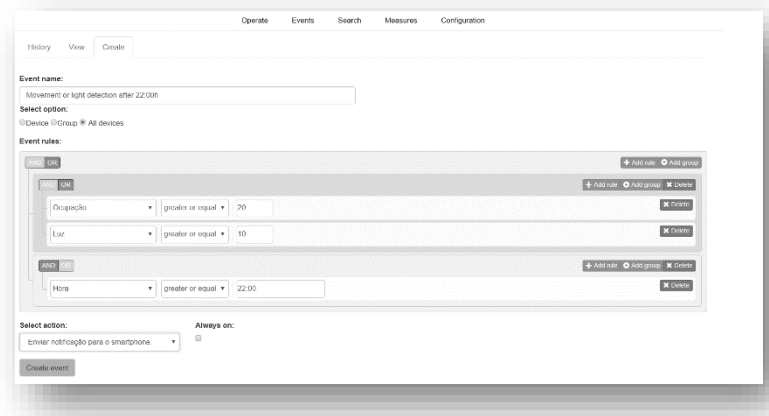 Operate Events Search Measures Configuration
History View Create
Event name:
Movement or light detection after 22:00h
Select option:
Device Group All devices
Event rules:
AND OR + Add rule Add group
AND OR + Add rule Add group ✖ Delete
Ocupação greater or equal 20 ✖ Delete
Luz greater or equal 10 ✖ Delete
AND OR + Add rule Add group ✖ Delete
Hora greater or equal 22:00 ✖ Delete
Select action: Always on:
Enviar notificação para o smartphone.
Create event